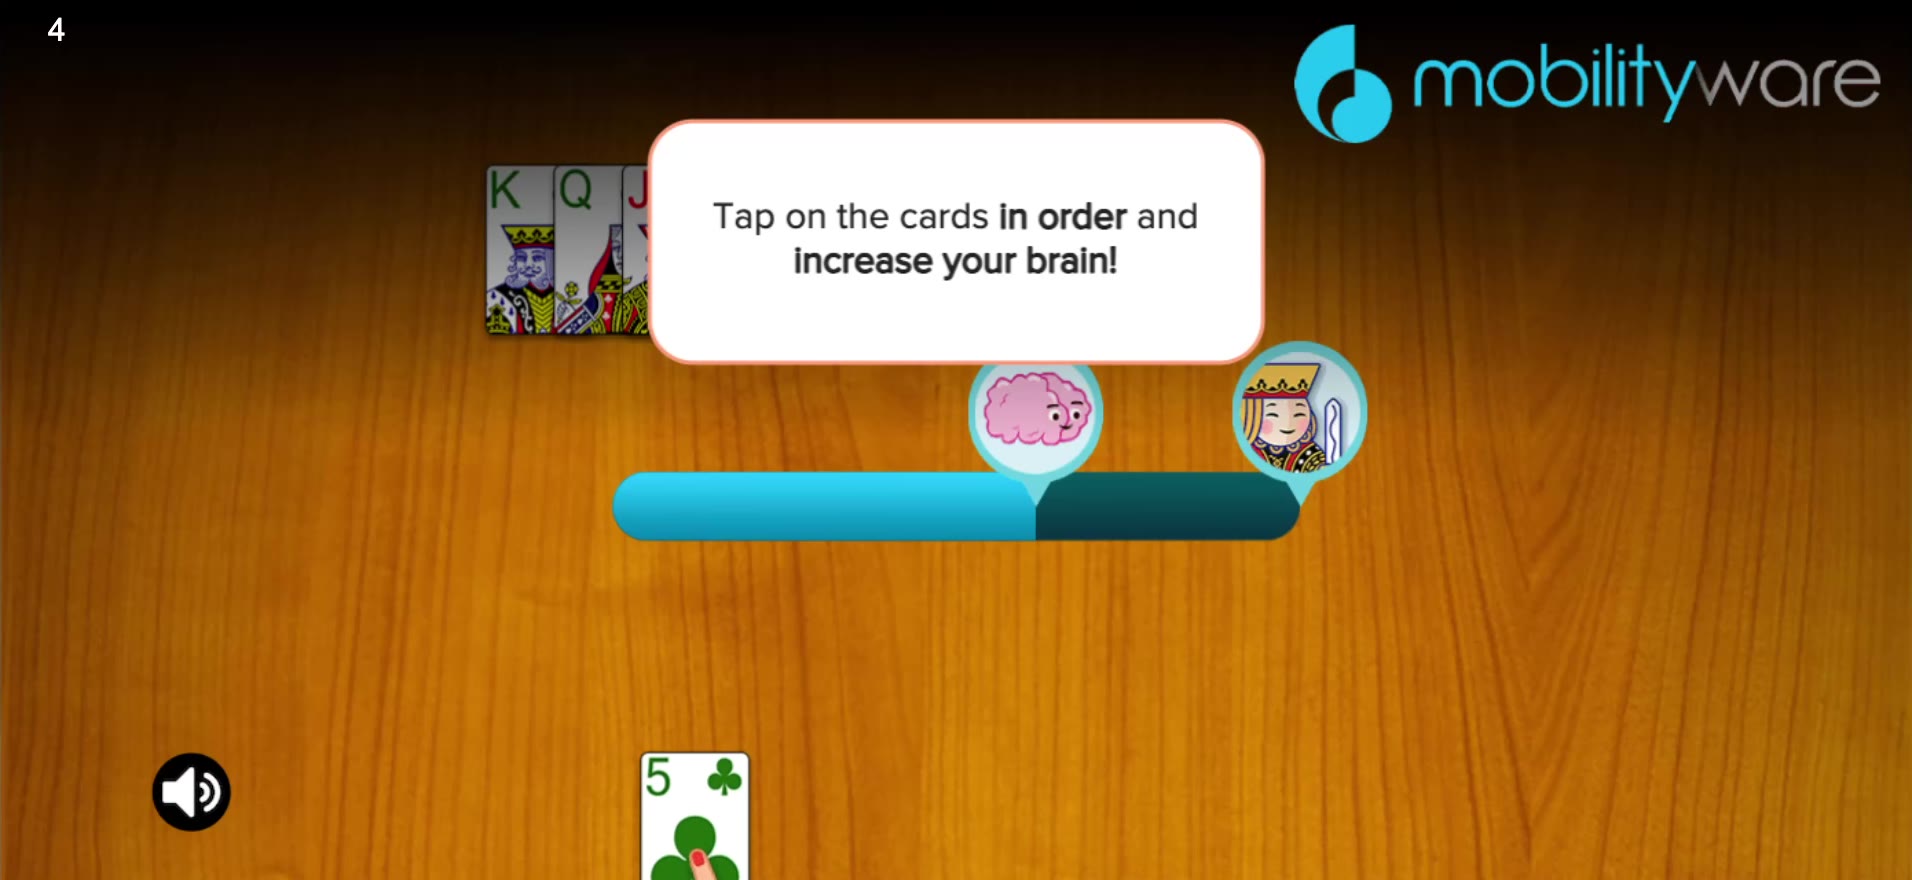 4
mobilityware
K
Q
J
Tap on the cards in order and
increase your brain!
5